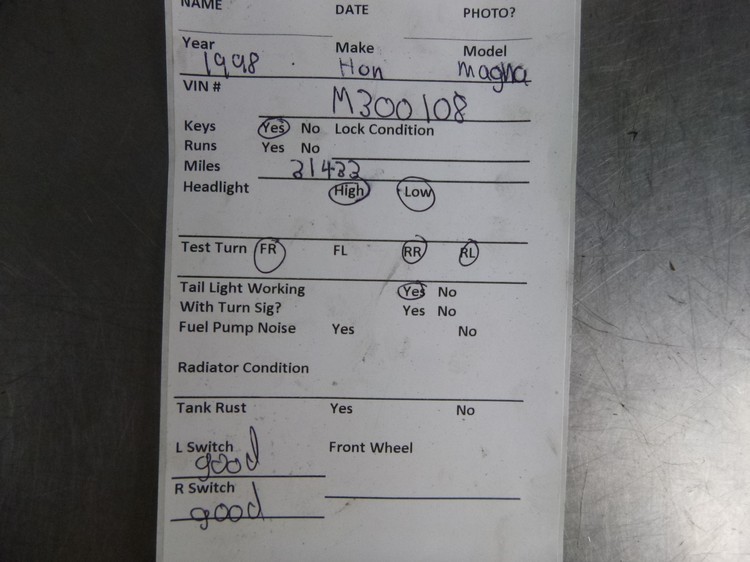 NAME DATE PHOTO?
Year Make Model
1998 Hon Magna
VIN # M300108
Keys Yes No Lock Condition
Runs Yes No
Miles 31433
Headlight High Low
Test Turn FR FL RR RL
Tail Light Working Yes No
With Turn Sig? Yes No
Fuel Pump Noise Yes No
Radiator Condition
Tank Rust Yes No
L Switch Front Wheel
good
R Switch
good